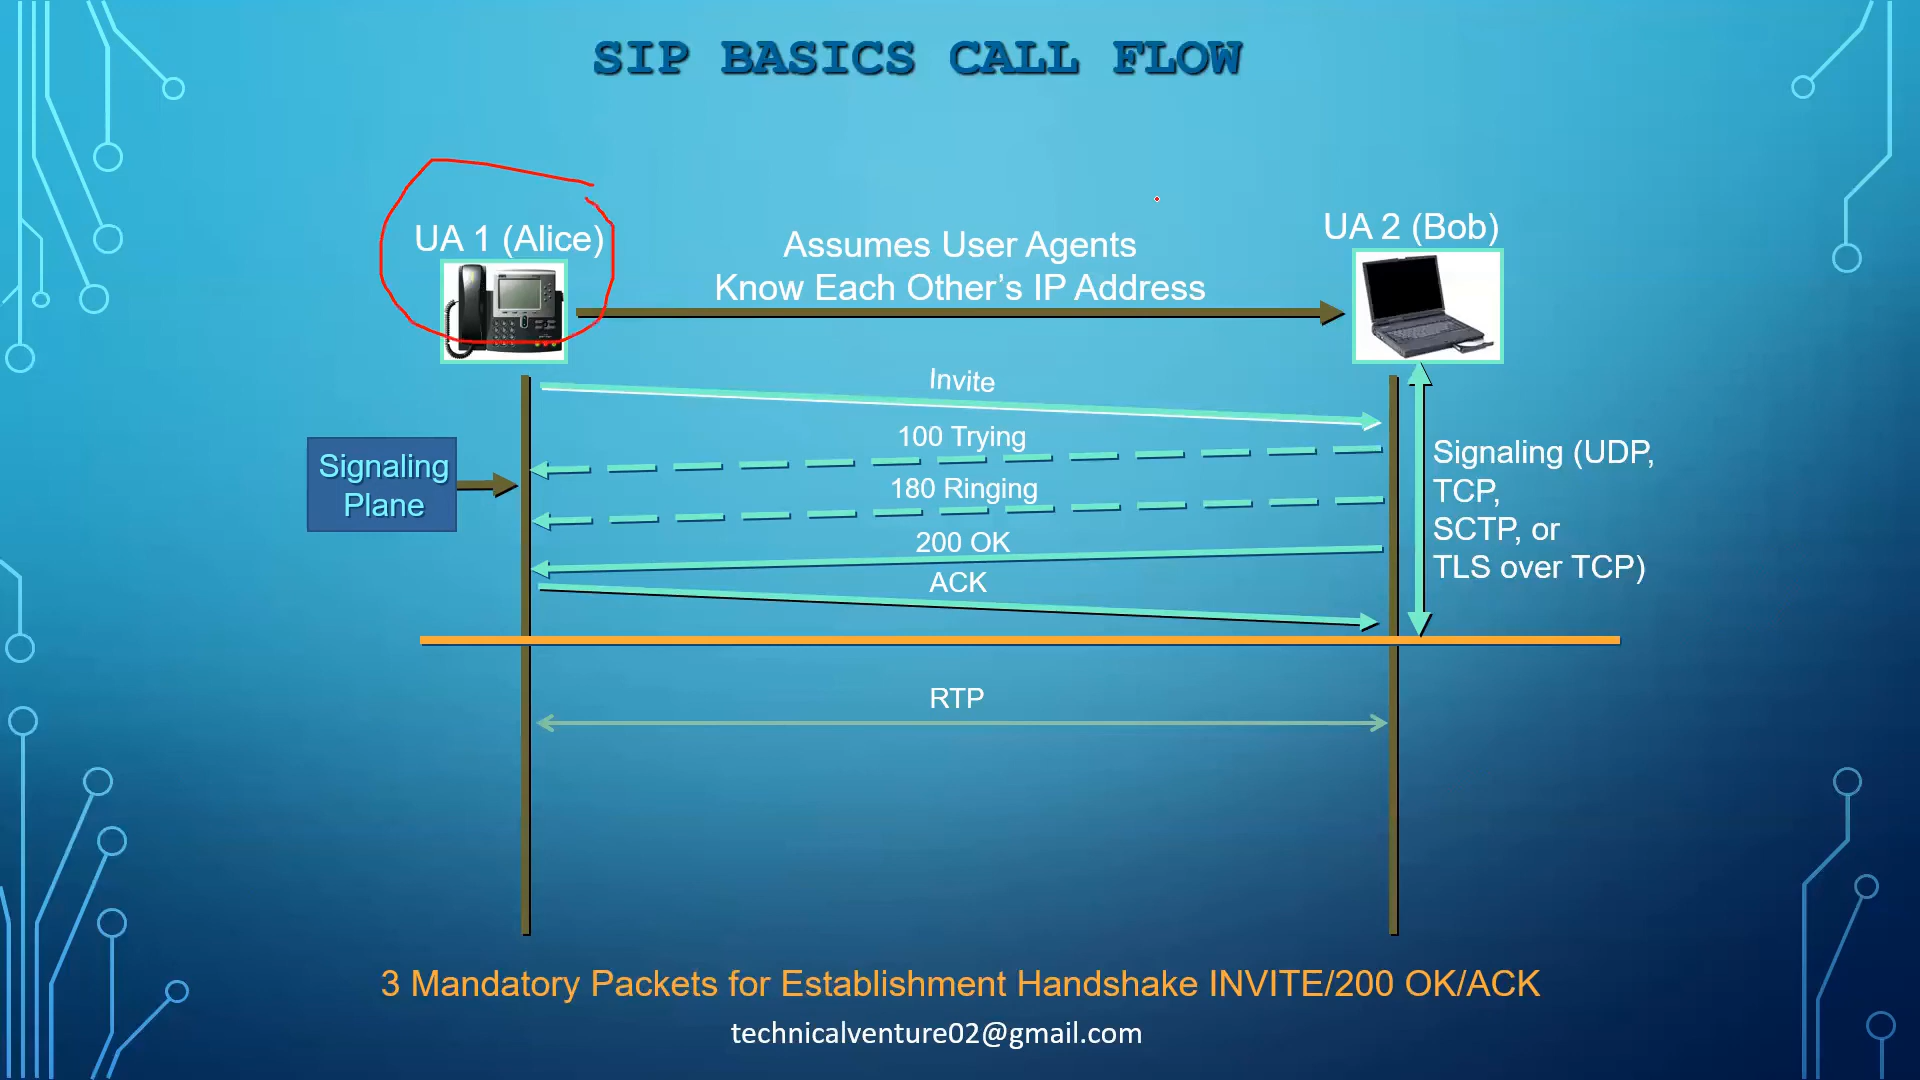 SIP BASICS CALL FLOW
UA 1 (Alice)
Assumes User Agents
Know Each Other’s IP Address
UA 2 (Bob)
Invite
100 Trying
180 Ringing
200 OK
ACK
Signaling
Plane
Signaling (UDP,
TCP,
SCTP, or
TLS over TCP)
RTP
3 Mandatory Packets for Establishment Handshake INVITE/200 OK/ACK
technicalventure02@gmail.com